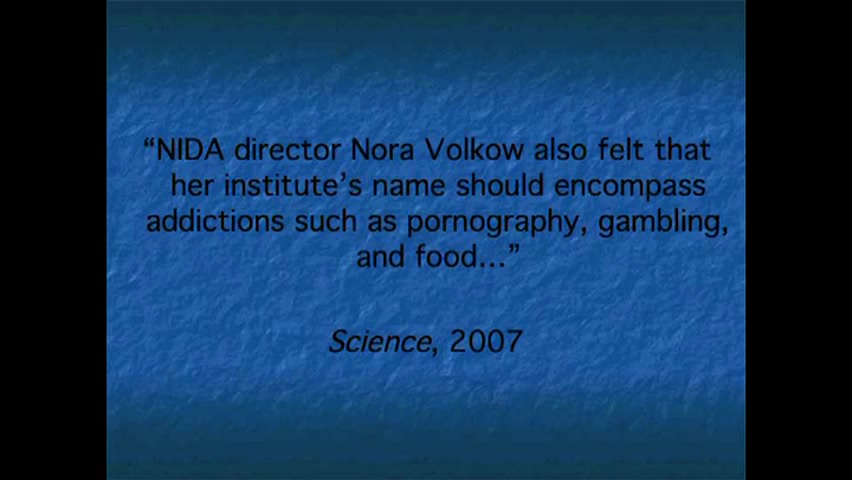 “NIDA director Nora Volkow also felt that
her institute’s name should encompass
addictions such as pornography, gambling,
and food...”
Science, 2007